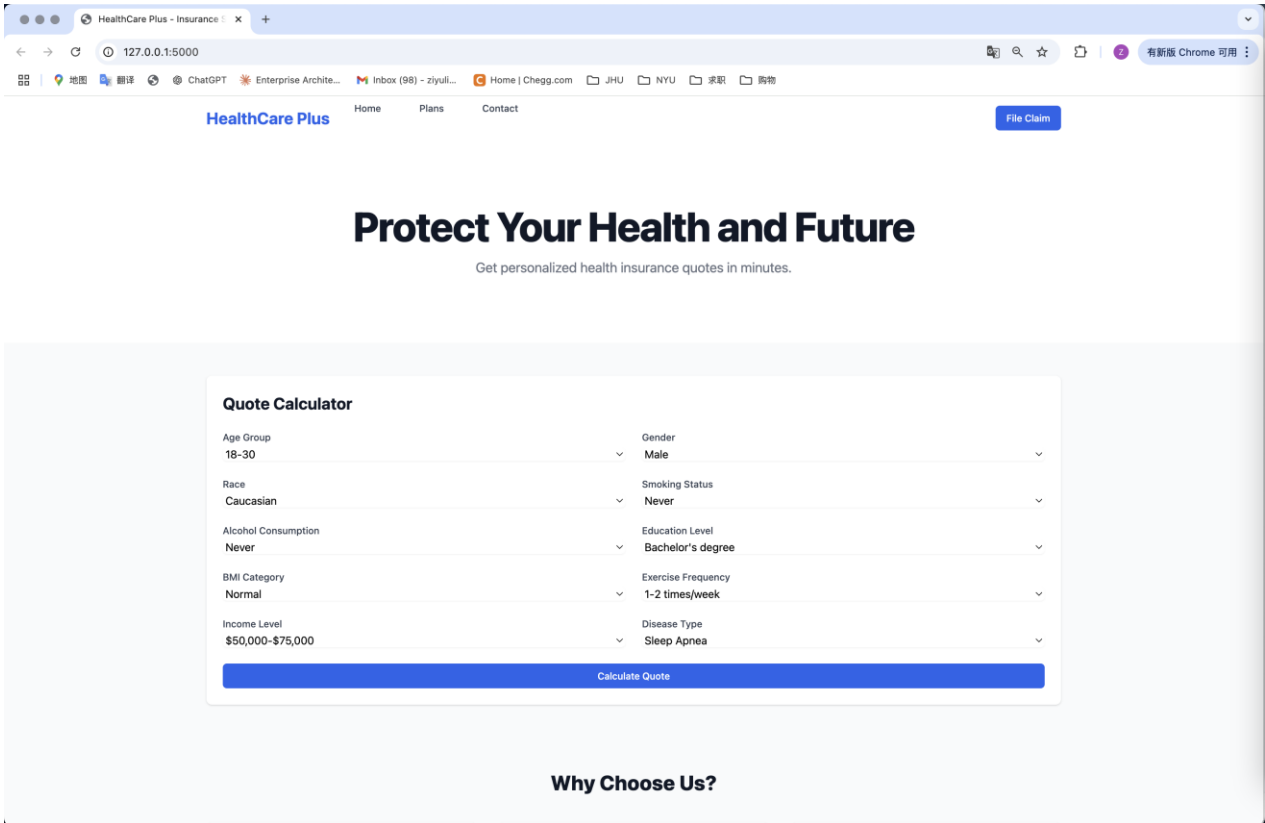 HealthCare Plus - Insurance S
127.0.0.1:5000
Z
有新版 Chrome 可用
地图 翻译 ChatGPT Enterprise Archite... Inbox (98) - ziyuli... Home | Chegg.com JHU NYU 求职 购物
HealthCare Plus Home Plans Contact File Claim
Protect Your Health and Future
Get personalized health insurance quotes in minutes.
Quote Calculator
Age Group Gender
18-30 Male
Race Smoking Status
Caucasian Never
Alcohol Consumption Education Level
Never Bachelor's degree
BMI Category Exercise Frequency
Normal 1-2 times/week
Income Level Disease Type
$50,000-$75,000 Sleep Apnea
Calculate Quote
Why Choose Us?